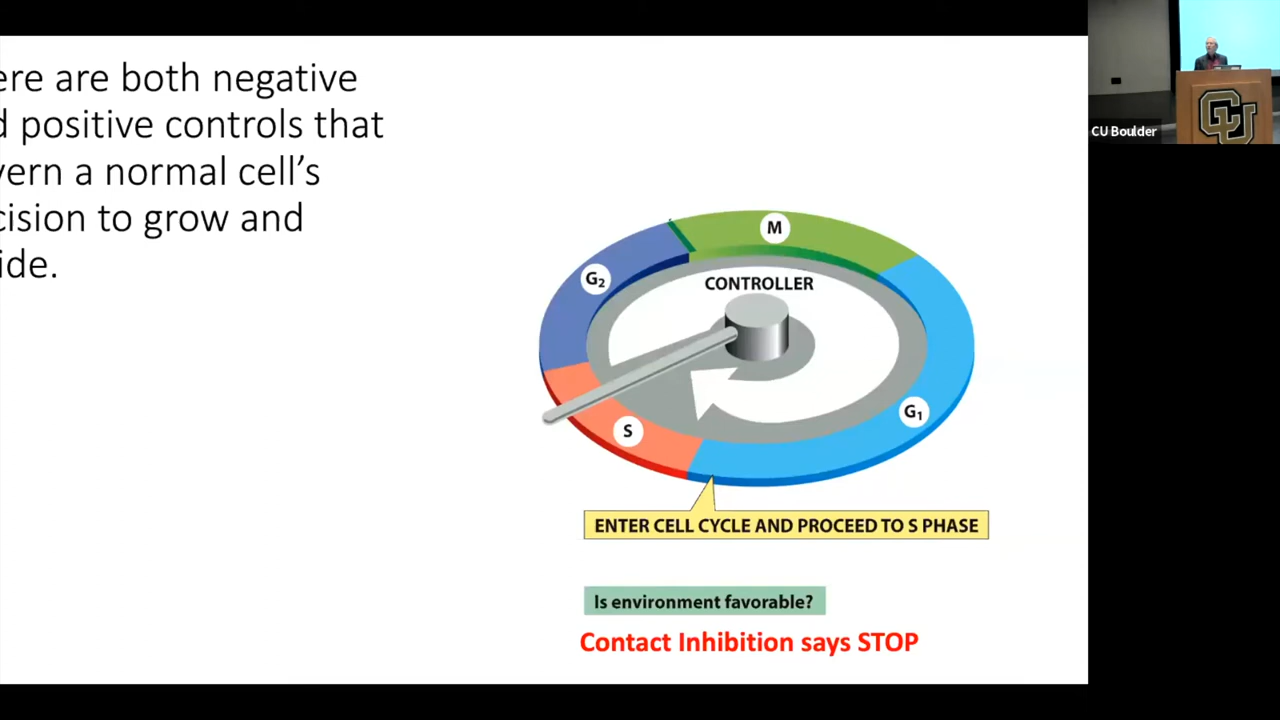 ere are both negative
d positive controls that
vern a normal cell's
cision to grow and
ide.
M
G₂
CONTROLLER
G₁
S
ENTER CELL CYCLE AND PROCEED TO S PHASE
Is environment favorable?
Contact Inhibition says STOP
CU
CU Boulder